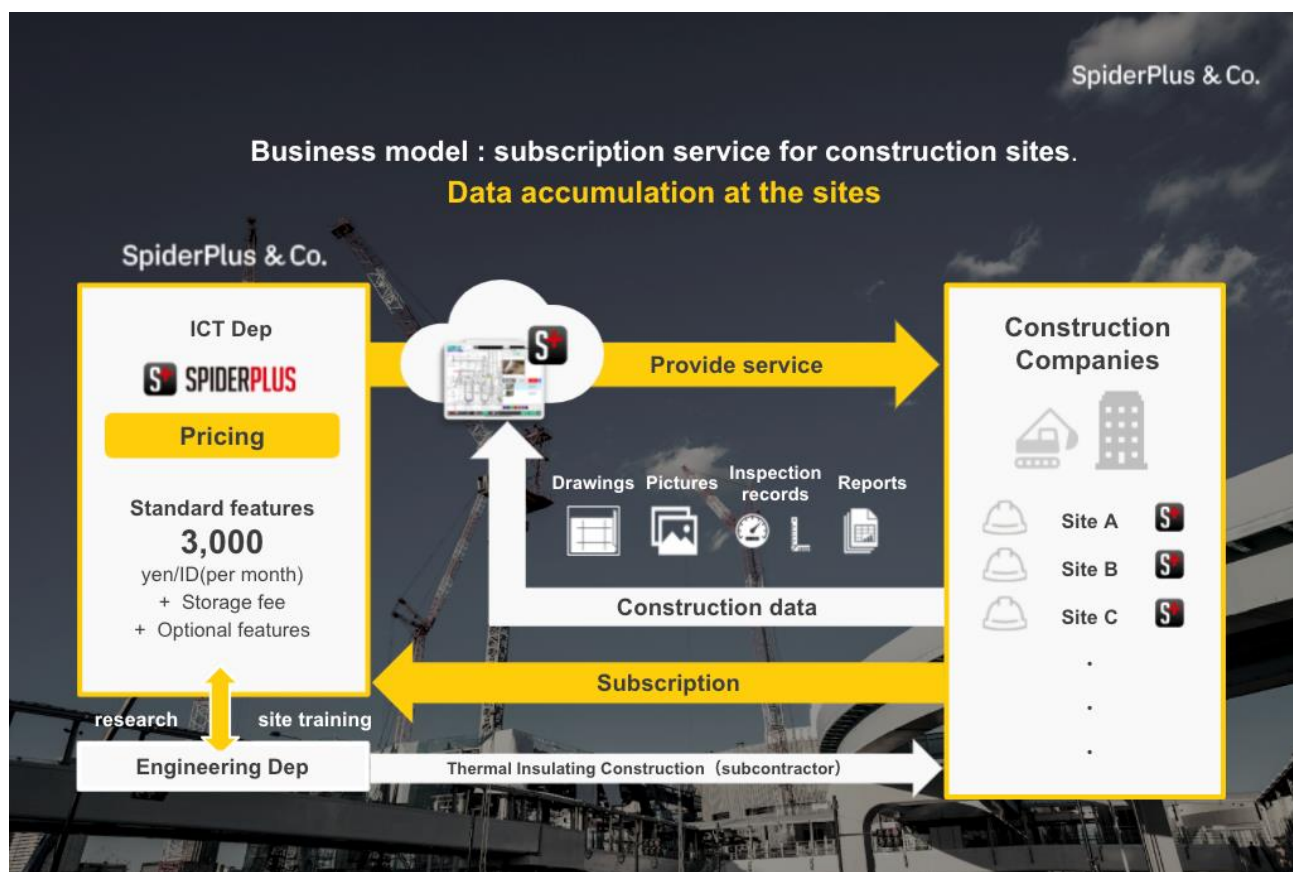 SpiderPlus & Co.
Business model : subscription service for construction sites.
Data accumulation at the sites
SpiderPlus & Co.
ICT Dep
S+ SPIDERPLUS
Pricing
Standard features
3,000
yen/ID(per month)
+ Storage fee
+ Optional features
research
site training
Engineering Dep
S+
Provide service
Drawings
Pictures
Inspection
records
Reports
Construction data
Subscription
Thermal Insulating Construction（subcontractor）
Construction
Companies
Site A S+
Site B S+
Site C S+
.
.
.